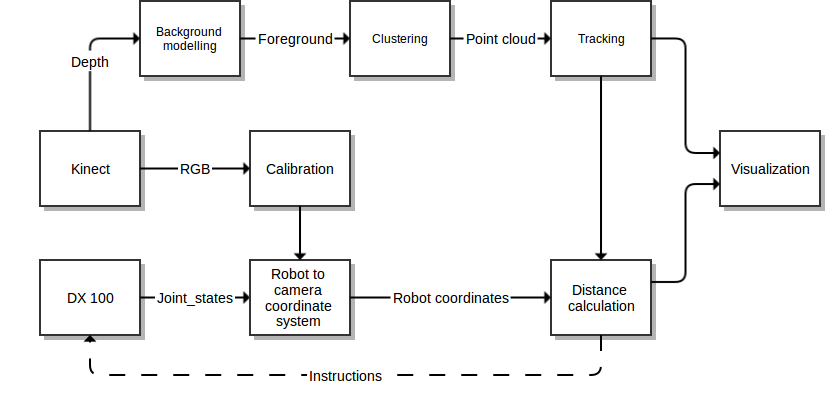 Background
modelling
Foreground
Clustering
Point cloud
Tracking
Depth
Kinect
RGB
Calibration
Visualization
DX 100
Joint_states
Robot to
camera
coordinate
system
Robot coordinates
Distance
calculation
Instructions